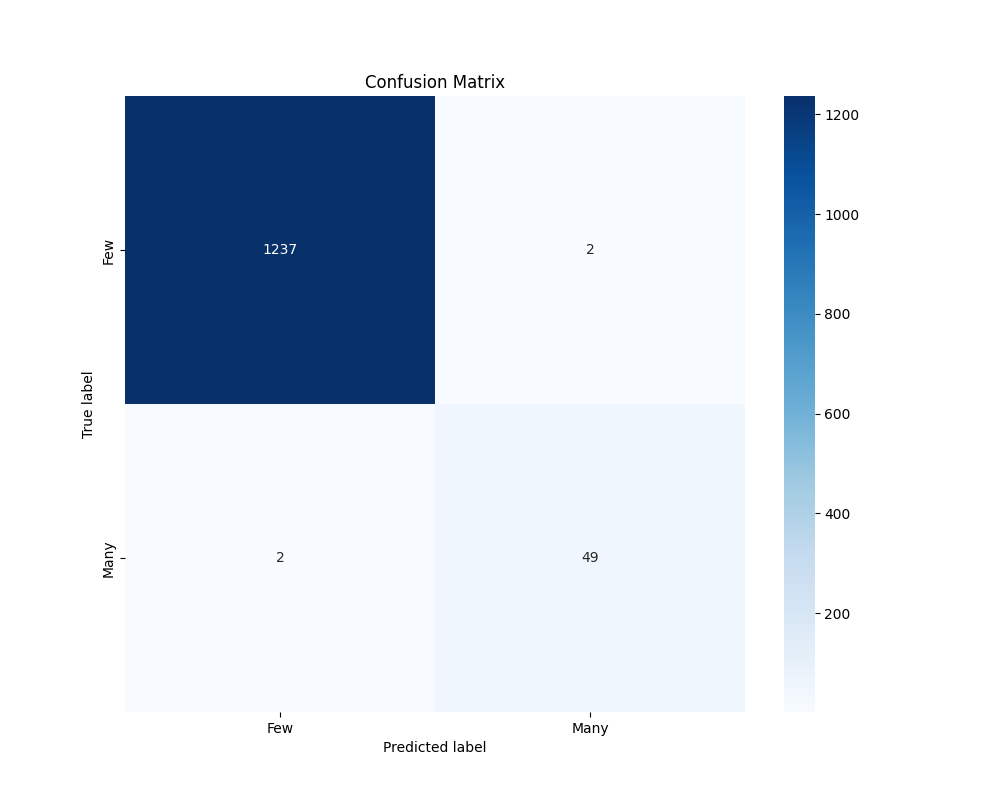 Confusion Matrix
True label
Few
Many
1237
2
2
49
Few
Many
Predicted label
1200
1000
800
600
400
200